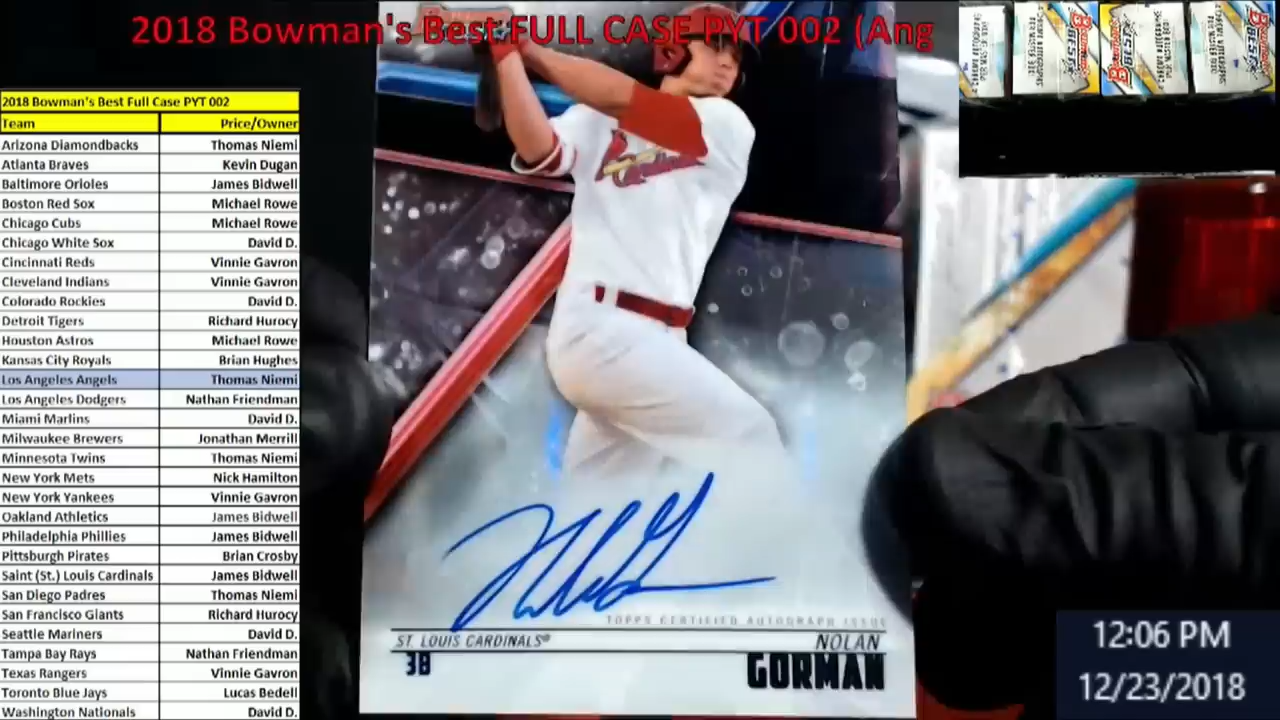 2018 Bowman's Best FULL CASE PYT 002 (Ang
2018 Bowman's Best Full Case PYT 002
Team Price/Owner
Arizona Diamondbacks Thomas Niemi
Atlanta Braves Kevin Dugan
Baltimore Orioles James Bidwell
Boston Red Sox Michael Rowe
Chicago Cubs Michael Rowe
Chicago White Sox David D.
Cincinnati Reds Vinnie Gavron
Cleveland Indians Vinnie Gavron
Colorado Rockies David D.
Detroit Tigers Richard Hurocy
Houston Astros Michael Rowe
Kansas City Royals Brian Hughes
Los Angeles Angels Thomas Niemi
Los Angeles Dodgers Nathan Friendman
Miami Marlins David D.
Milwaukee Brewers Jonathan Merrill
Minnesota Twins Thomas Niemi
New York Mets Nick Hamilton
New York Yankees Vinnie Gavron
Oakland Athletics James Bidwell
Philadelphia Phillies James Bidwell
Pittsburgh Pirates Brian Crosby
Saint (St.) Louis Cardinals James Bidwell
San Diego Padres Thomas Niemi
San Francisco Giants Richard Hurocy
Seattle Mariners David D.
Tampa Bay Rays Nathan Friendman
Texas Rangers Vinnie Gavron
Toronto Blue Jays Lucas Bedell
Washington Nationals David D.
Cardinals
TOPPS CERTIFIED AUTOGRAPH ISSUE
ST. LOUIS CARDINALS® NOLAN
3B GORMAN
12:06 PM
12/23/2018